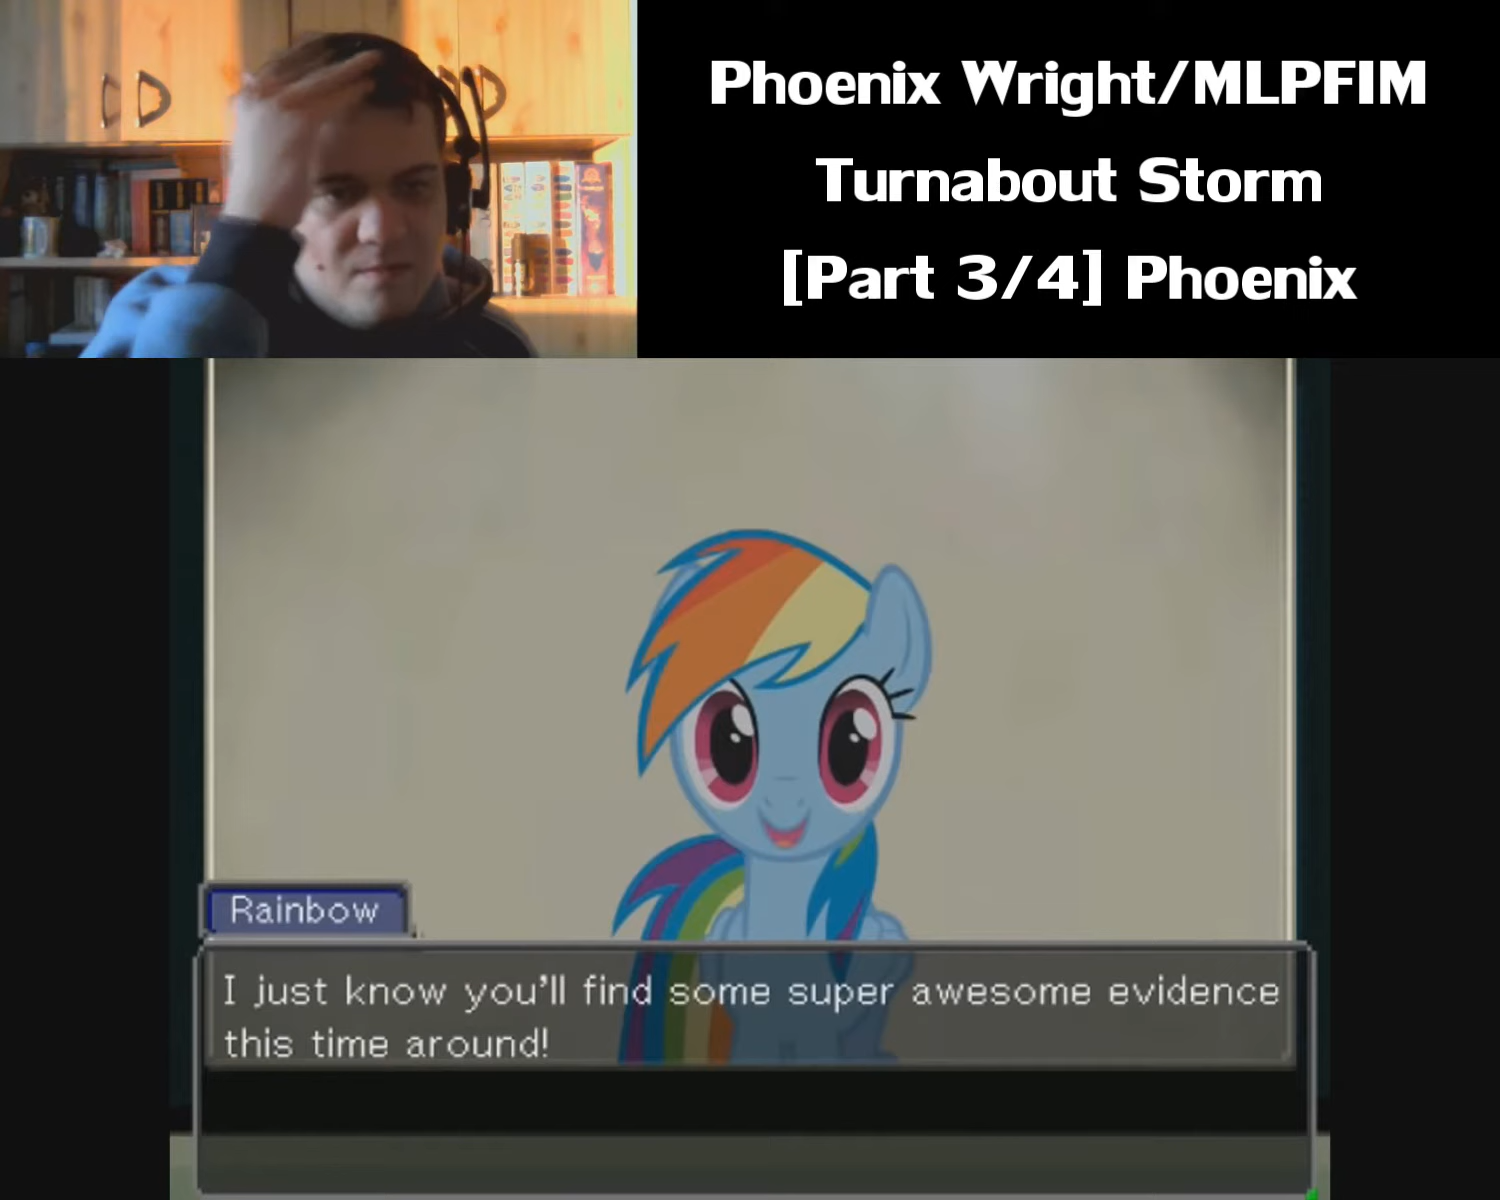 Phoenix Wright/MLPFIM
Turnabout Storm
[Part 3/4] Phoenix
Rainbow
I just know you'll find some super awesome evidence
this time around!